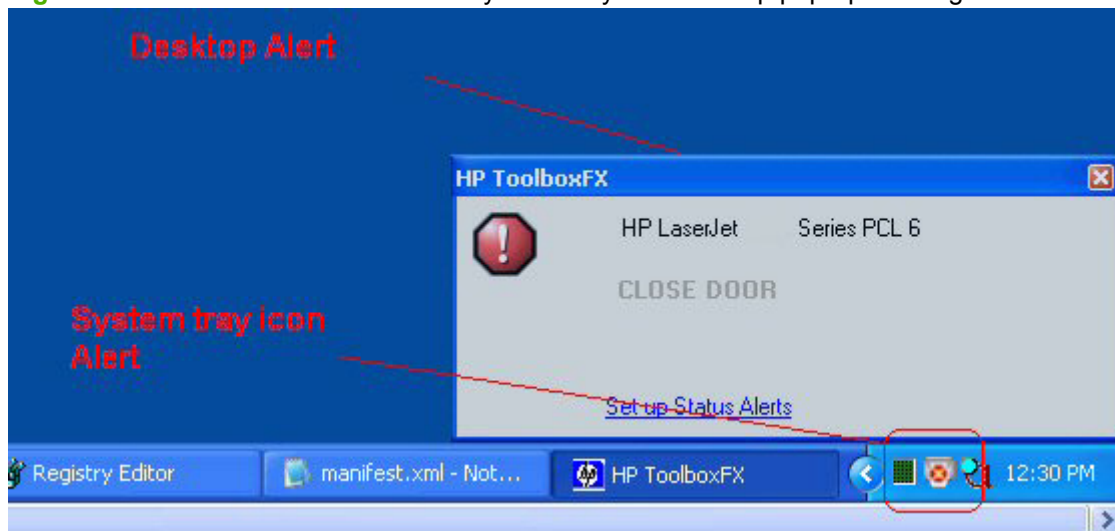 Desktop Alert
HP ToolboxFX
HP LaserJet Series PCL 6
CLOSE DOOR
System tray icon
Alert
Set up Status Alerts
Registry Editor
manifest.xml - Not...
HP ToolboxFX
12:30 PM